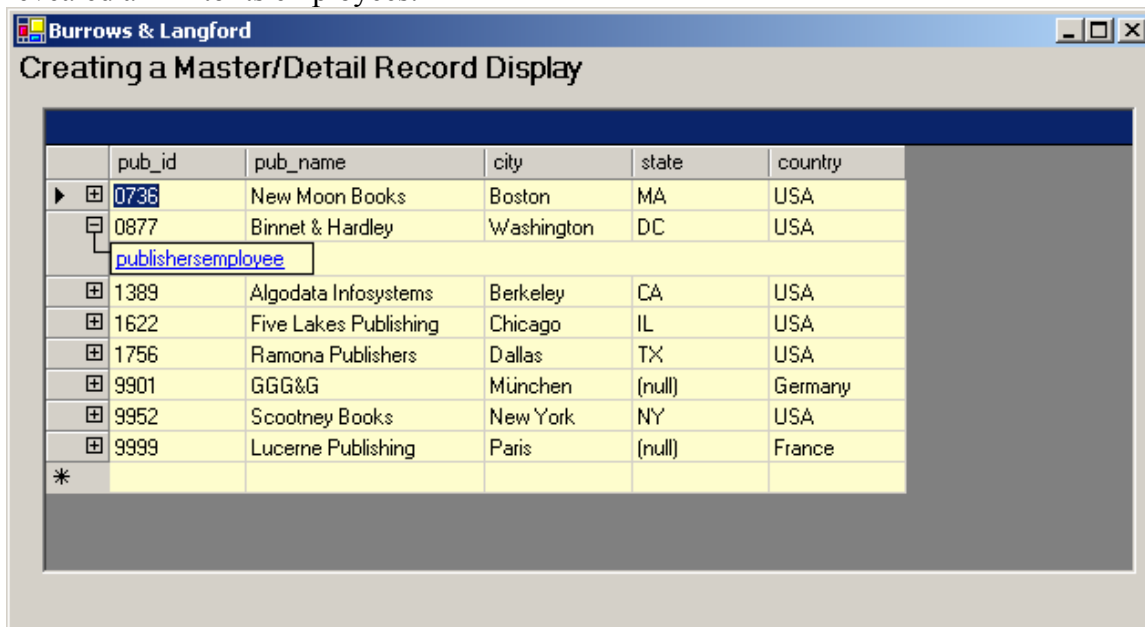 Burrows & Langford
Creating a Master/Detail Record Display
pub_id pub_name city state country
0736 New Moon Books Boston MA USA
0877 Binnet & Hardley Washington DC USA
publishersemployee
1389 Algodata Infosystems Berkeley CA USA
1622 Five Lakes Publishing Chicago IL USA
1756 Ramona Publishers Dallas TX USA
9901 GGG&G München (null) Germany
9952 Scootney Books New York NY USA
9999 Lucerne Publishing Paris (null) France